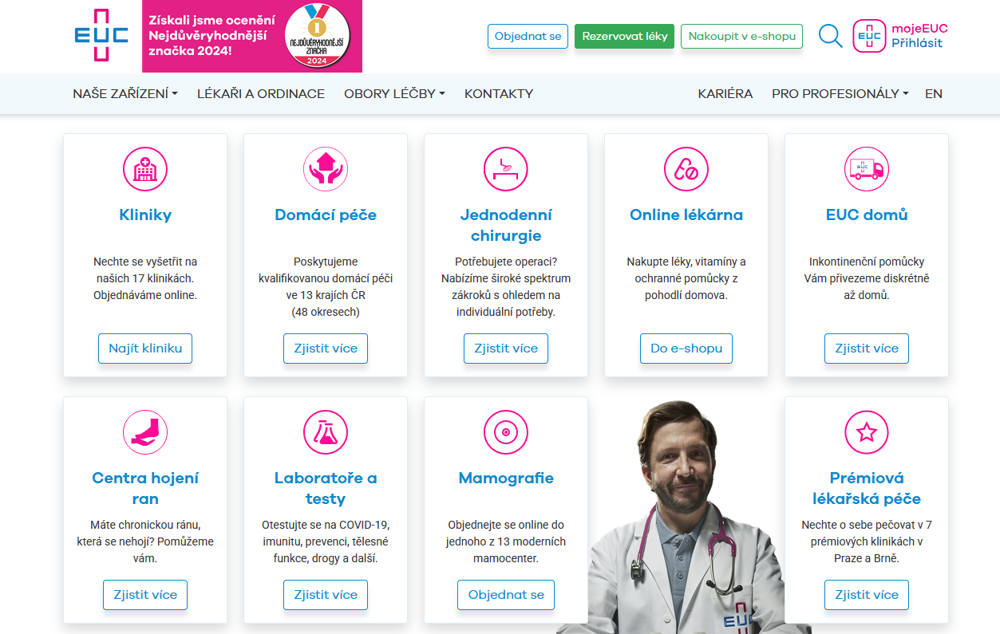 EUC
Získali jsme ocenění
Nejdůvěryhodnější
značka 2024!
1
NEJDŮVĚRYHODNĚJŠÍ
ZNAČKA
2024
Objednat se
Rezervovat léky
Nakoupit v e-shopu
EUC
mojeEUC
Přihlásit
NAŠE ZAŘÍZENÍ
LÉKAŘI A ORDINACE
OBORY LÉČBY
KONTAKTY
KARIÉRA
PRO PROFESIONÁLY
EN
Kliniky
Nechte se vyšetřit na
našich 17 klinikách.
Objednáváme online.
Najít kliniku
Domácí péče
Poskytujeme
kvalifikovanou domácí péči
ve 13 krajích ČR
(48 okresech)
Zjistit více
Jednodenní
chirurgie
Potřebujete operaci?
Nabízíme široké spektrum
zákroků s ohledem na
individuální potřeby.
Zjistit více
Online lékárna
Nakupte léky, vitamíny a
ochranné pomůcky z
pohodlí domova.
Do e-shopu
EUC
EUC domů
Inkontinenční pomůcky
Vám přivezeme diskrétně
až domů.
Zjistit více
Centra hojení
ran
Máte chronickou ránu,
která se nehojí? Pomůžeme
vám.
Zjistit více
Laboratoře a
testy
Otestujte se na COVID-19,
imunitu, prevenci, tělesné
funkce, drogy a další.
Zjistit více
Mamografie
Objednejte se online do
jednoho z 13 moderních
mamocenter.
Objednat se
EUC
Prémiová
lékařská péče
Nechte o sebe pečovat v 7
prémiových klinikách v
Praze a Brně.
Zjistit více